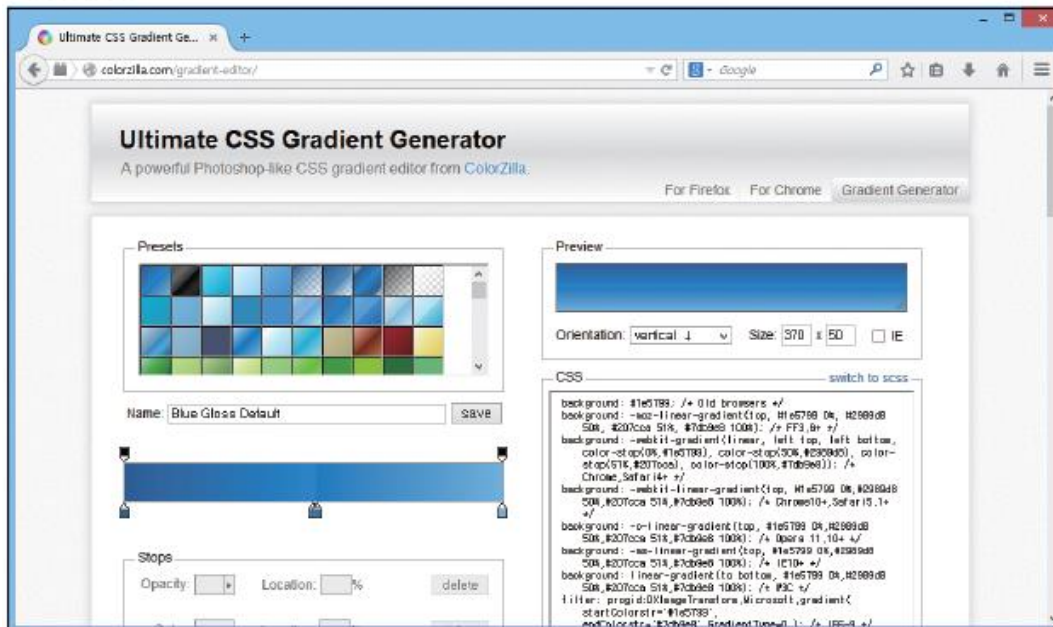 Ultimate CSS Gradient Ge...
colorzilla.com/gradient-editor/
Google
Ultimate CSS Gradient Generator
A powerful Photoshop-like CSS gradient editor from ColorZilla.
For Firefox For Chrome Gradient Generator
Presets
Name: Blue Gloss Default save
Stops
Opacity: Location: % delete
Preview
Orientation: vertical ↓ Size: 370 x 50 IE
CSS
switch to scss
background: #1e5799; /* Old browsers */
background: -moz-linear-gradient(top, #1e5799 0%, #2989d8
50%, #207cca 51%, #7db9e8 100%); /* FF3.6+ */
background: -webkit-gradient(linear, left top, left bottom,
color-stop(0%,#1e5799), color-stop(50%,#2989d8), color-
stop(51%,#207cca), color-stop(100%,#7db9e8)); /*
Chrome,Safari4+ */
background: -webkit-linear-gradient(top, #1e5799 0%,#2989d8
50%,#207cca 51%,#7db9e8 100%); /* Chrome10+,Safari5.1+
*/
background: -o-linear-gradient(top, #1e5799 0%,#2989d8
50%,#207cca 51%,#7db9e8 100%); /* Opera 11.10+ */
background: -ms-linear-gradient(top, #1e5799 0%,#2989d8
50%,#207cca 51%,#7db9e8 100%); /* IE10+ */
background: linear-gradient(to bottom, #1e5799 0%,#2989d8
50%,#207cca 51%,#7db9e8 100%); /* W3C */
filter: progid:DXImageTransform.Microsoft.gradient(
startColorstr='#1e5799',
endColorstr='#7db9e8',GradientType=0 ); /* IE6-9 */